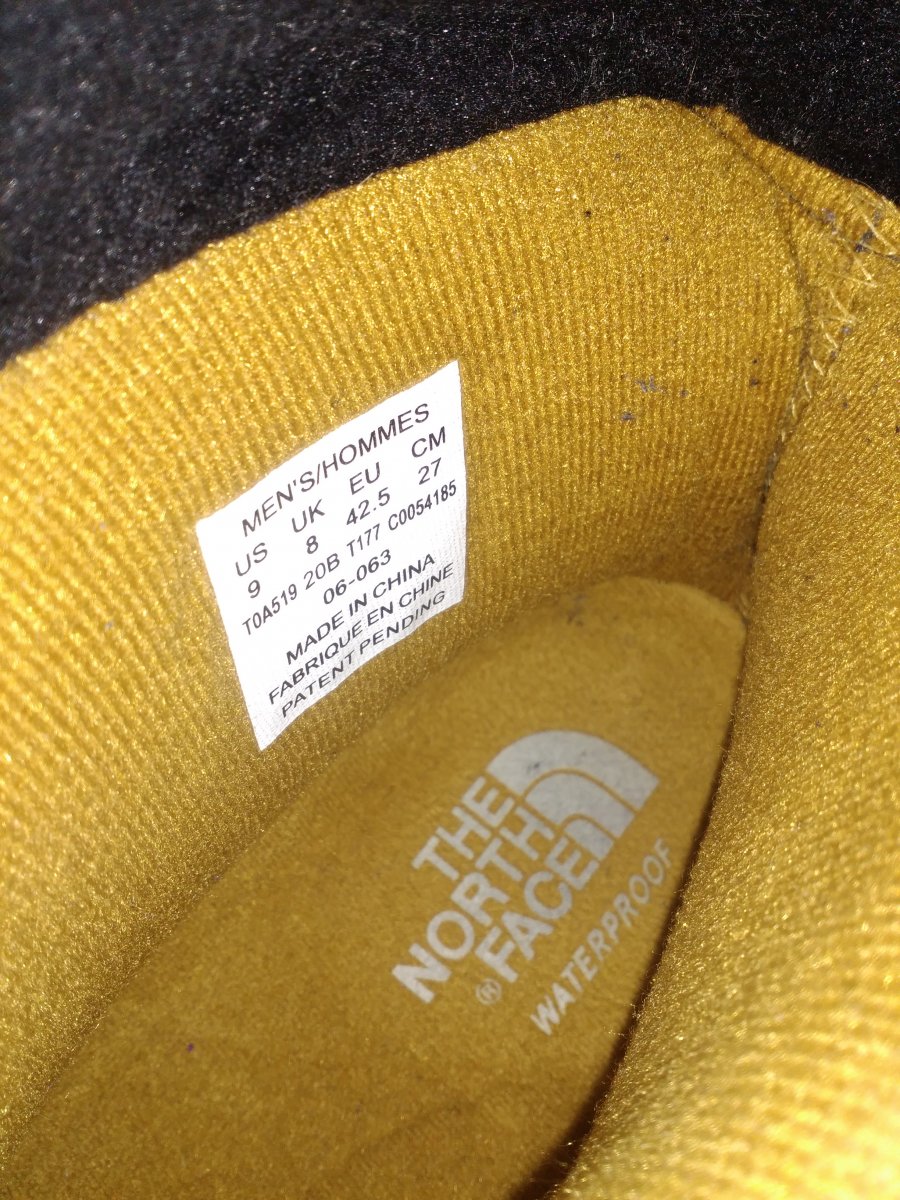 MEN'S/HOMMES
US UK EU CM
9 8 42.5 27
T0A519 20B T177 C0054185
06-063
MADE IN CHINA
FABRIQUE EN CHINE
PATENT PENDING
THE
NORTH
FACE
®
WATERPROOF